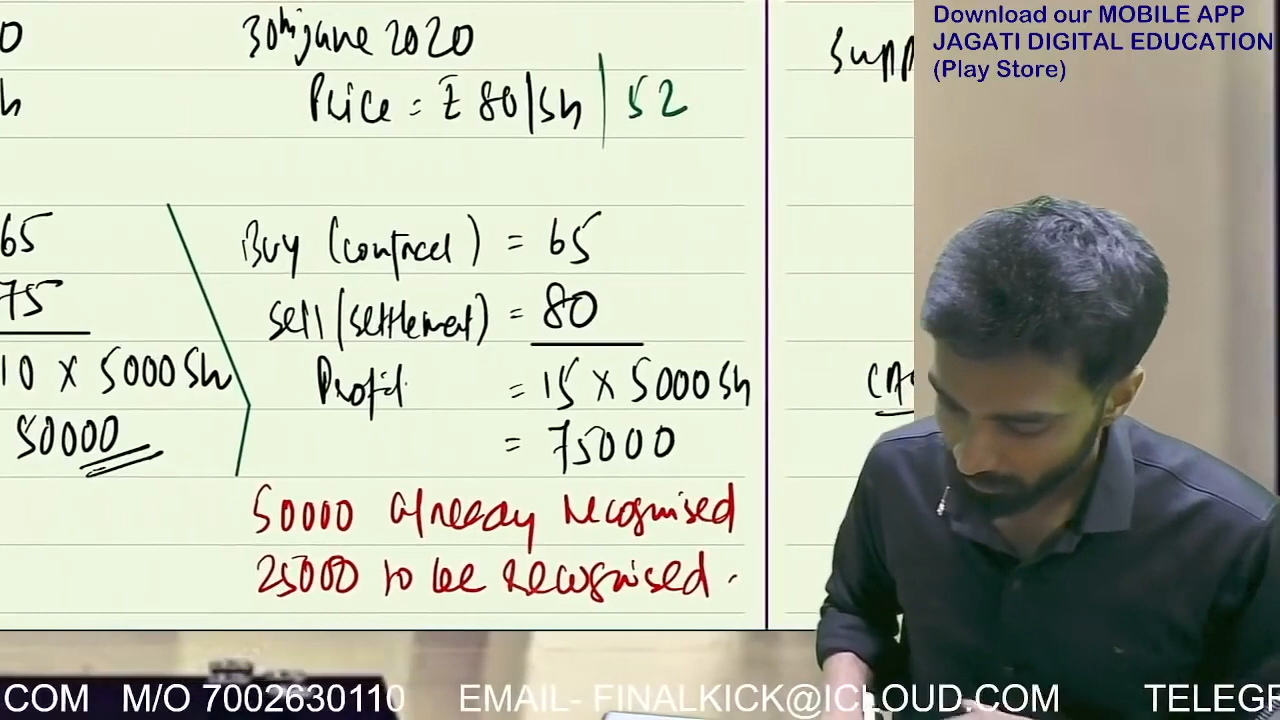 0
30th june 2020
Price = ₹ 80/sh | 52
h
65
75
10 x 5000 Sh
50000
Buy (contract) = 65
Sell (settlement) = 80
Profit = 15 x 5000 Sh
= 75000
50000 already recognised
25000 to be recognised.
Supp
Download our MOBILE APP
JAGATI DIGITAL EDUCATION
(Play Store)
COM M/O 7002630110 EMAIL- FINALKICK@ICLOUD.COM TELEGR